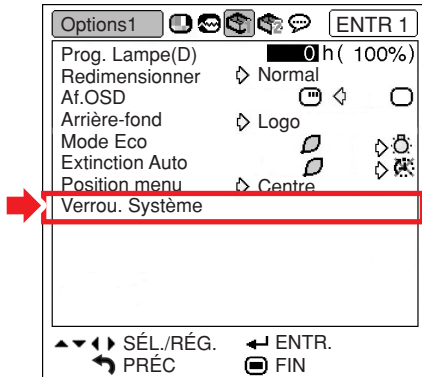 Options1 ENTR 1
Prog. Lampe(D) 0 h ( 100%)
Redimensionner Normal
Af.OSD
Arrière-fond Logo
Mode Eco
Extinction Auto
Position menu Centre
Verrou. Système
SÉL./RÉG. ENTR.
PRÉC FIN